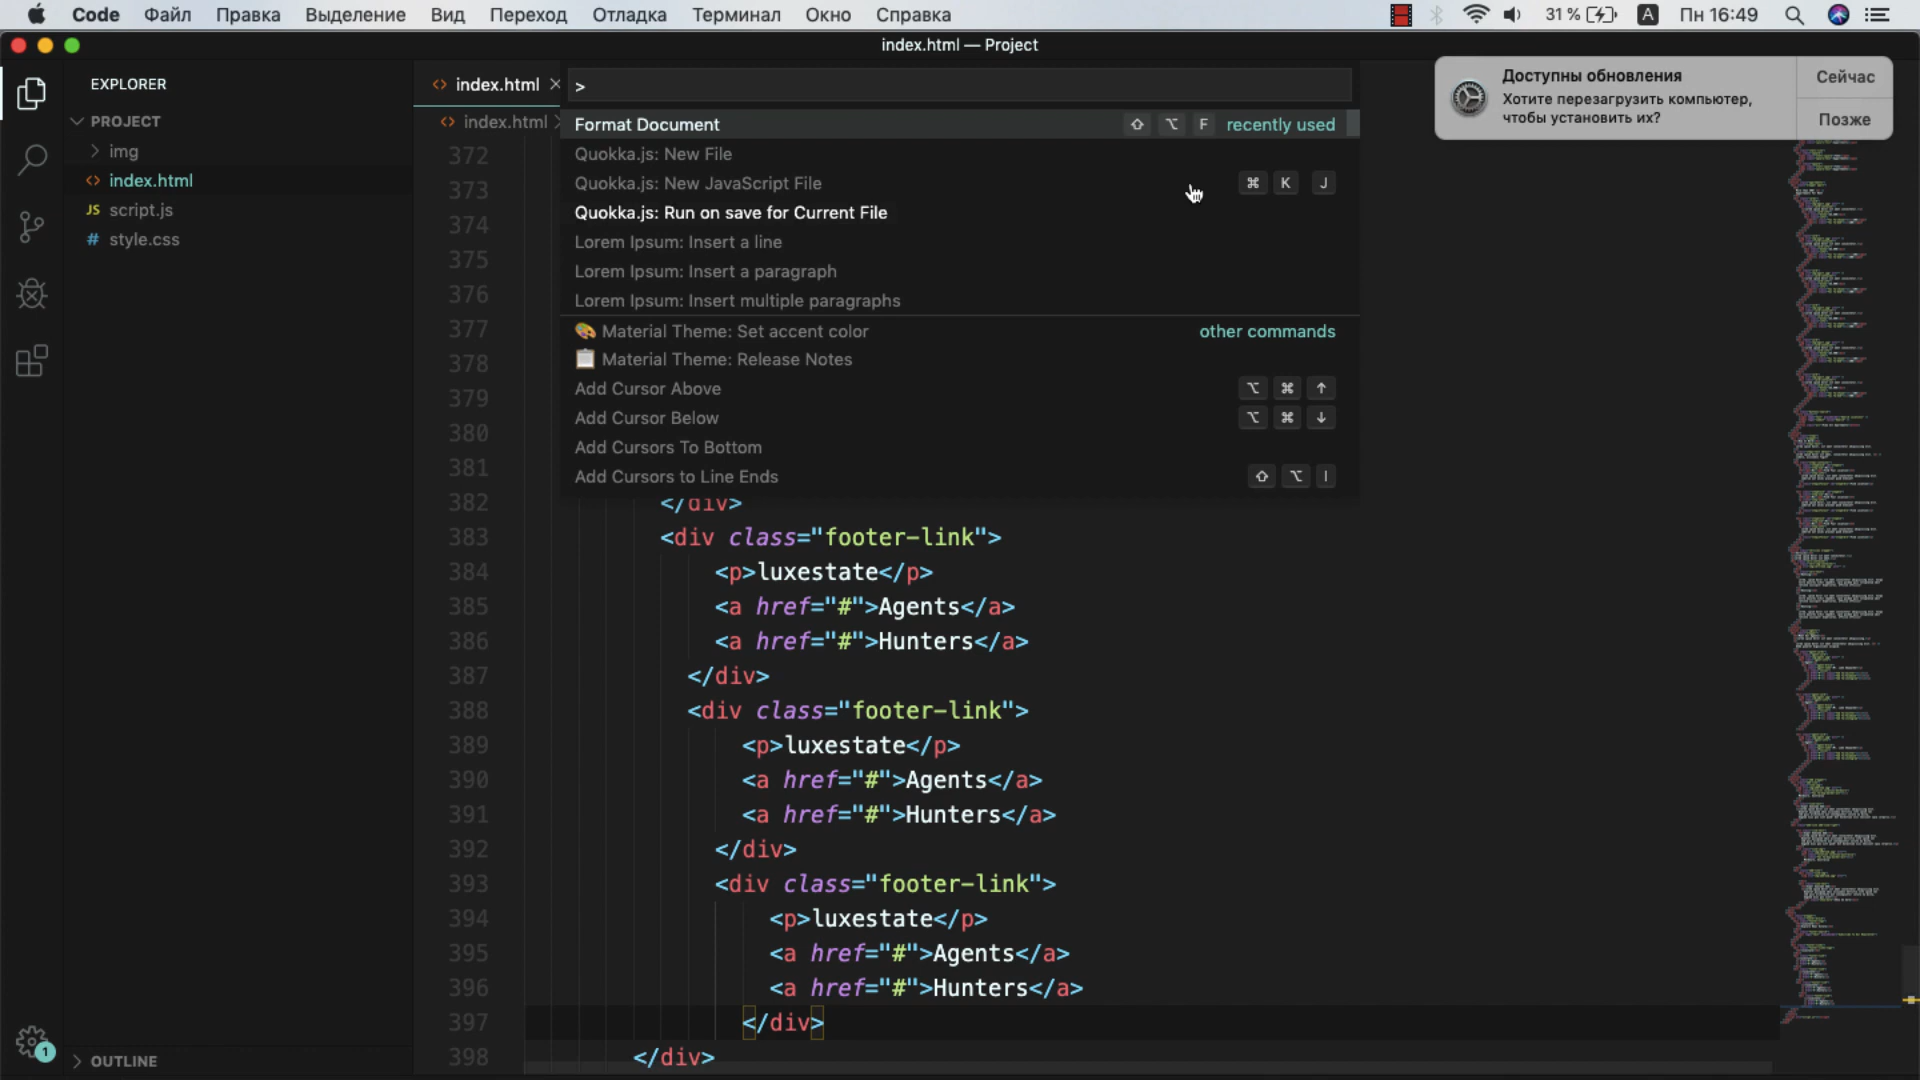 Code Файл Правка Выделение Вид Переход Отладка Терминал Окно Справка 31 % A Пн 16:49
index.html — Project
Доступны обновления
Хотите перезагрузить компьютер,
чтобы установить их?
Сейчас
Позже
EXPLORER
PROJECT
img
index.html
JS script.js
# style.css
OUTLINE
1
<> index.html ×
<> index.html >
>
Format Document ⇧ ⌥ F recently used
Quokka.js: New File
Quokka.js: New JavaScript File ⌘ K J
Quokka.js: Run on save for Current File
Lorem Ipsum: Insert a line
Lorem Ipsum: Insert a paragraph
Lorem Ipsum: Insert multiple paragraphs
Material Theme: Set accent color other commands
Material Theme: Release Notes
Add Cursor Above ⌥ ⌘ ↑
Add Cursor Below ⌥ ⌘ ↓
Add Cursors To Bottom
Add Cursors to Line Ends ⇧ ⌥ I
372
373
374
375
376
377
378
379
380
381
382 </div>
383 <div class="footer-link">
384 <p>luxestate</p>
385 <a href="#">Agents</a>
386 <a href="#">Hunters</a>
387 </div>
388 <div class="footer-link">
389 <p>luxestate</p>
390 <a href="#">Agents</a>
391 <a href="#">Hunters</a>
392 </div>
393 <div class="footer-link">
394 <p>luxestate</p>
395 <a href="#">Agents</a>
396 <a href="#">Hunters</a>
397 </div>
398 </div>